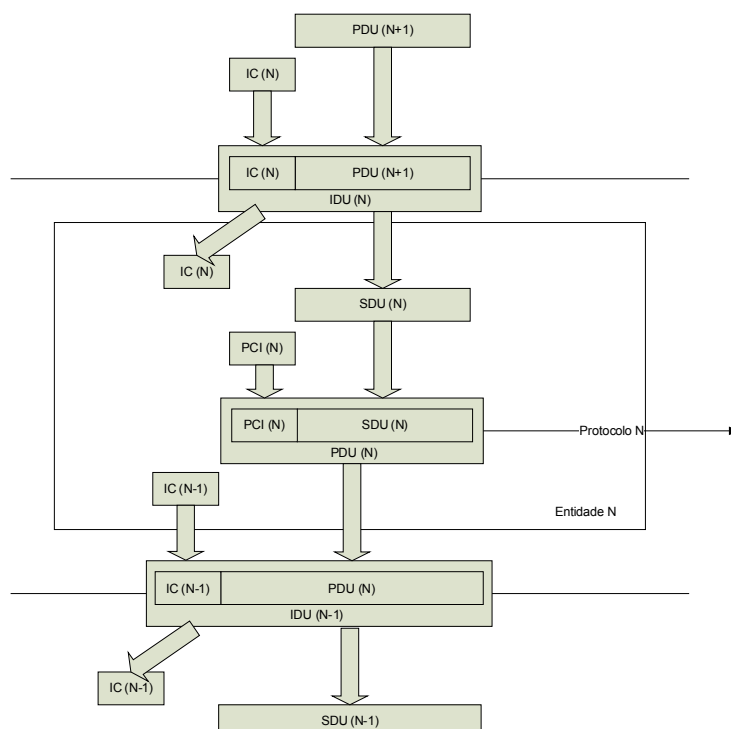 PDU (N+1)
IC (N)
IC (N)
PDU (N+1)
IDU (N)
IC (N)
SDU (N)
PCI (N)
PCI (N)
SDU (N)
PDU (N)
Protocolo N
IC (N-1)
Entidade N
IC (N-1)
PDU (N)
IDU (N-1)
IC (N-1)
SDU (N-1)